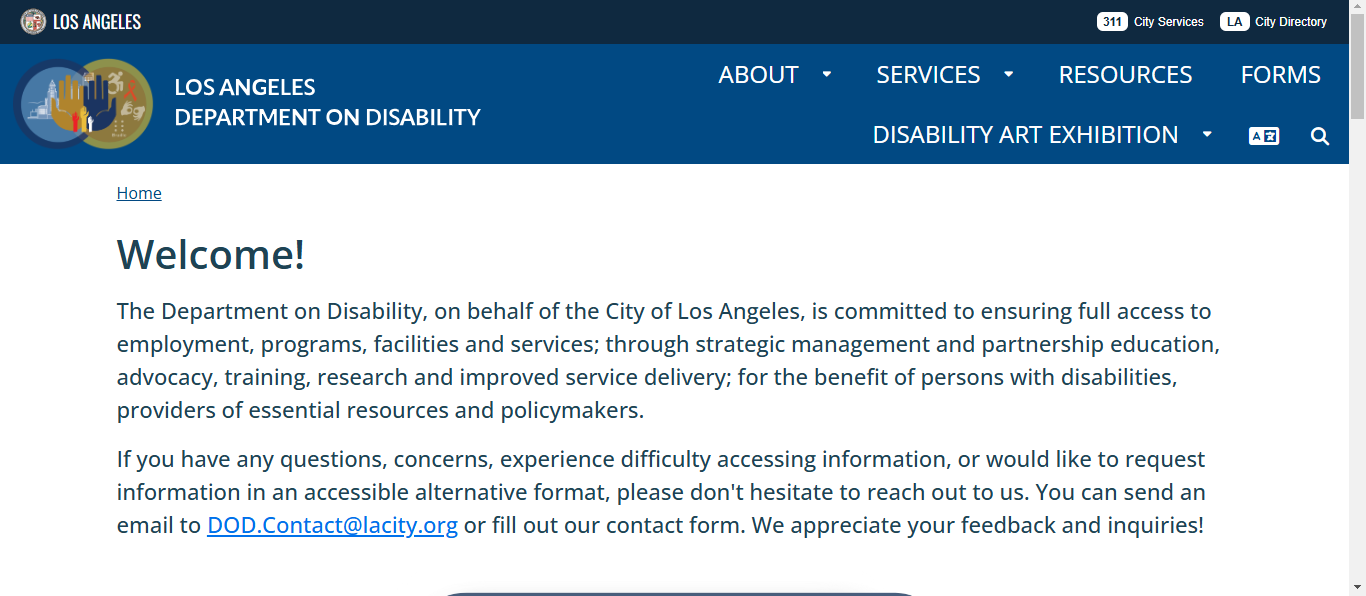 LOS ANGELES
311 City Services LA City Directory
LOS ANGELES
DEPARTMENT ON DISABILITY
ABOUT SERVICES RESOURCES FORMS
DISABILITY ART EXHIBITION
Home
Welcome!
The Department on Disability, on behalf of the City of Los Angeles, is committed to ensuring full access to
employment, programs, facilities and services; through strategic management and partnership education,
advocacy, training, research and improved service delivery; for the benefit of persons with disabilities,
providers of essential resources and policymakers.
If you have any questions, concerns, experience difficulty accessing information, or would like to request
information in an accessible alternative format, please don't hesitate to reach out to us. You can send an
email to DOD.Contact@lacity.org or fill out our contact form. We appreciate your feedback and inquiries!